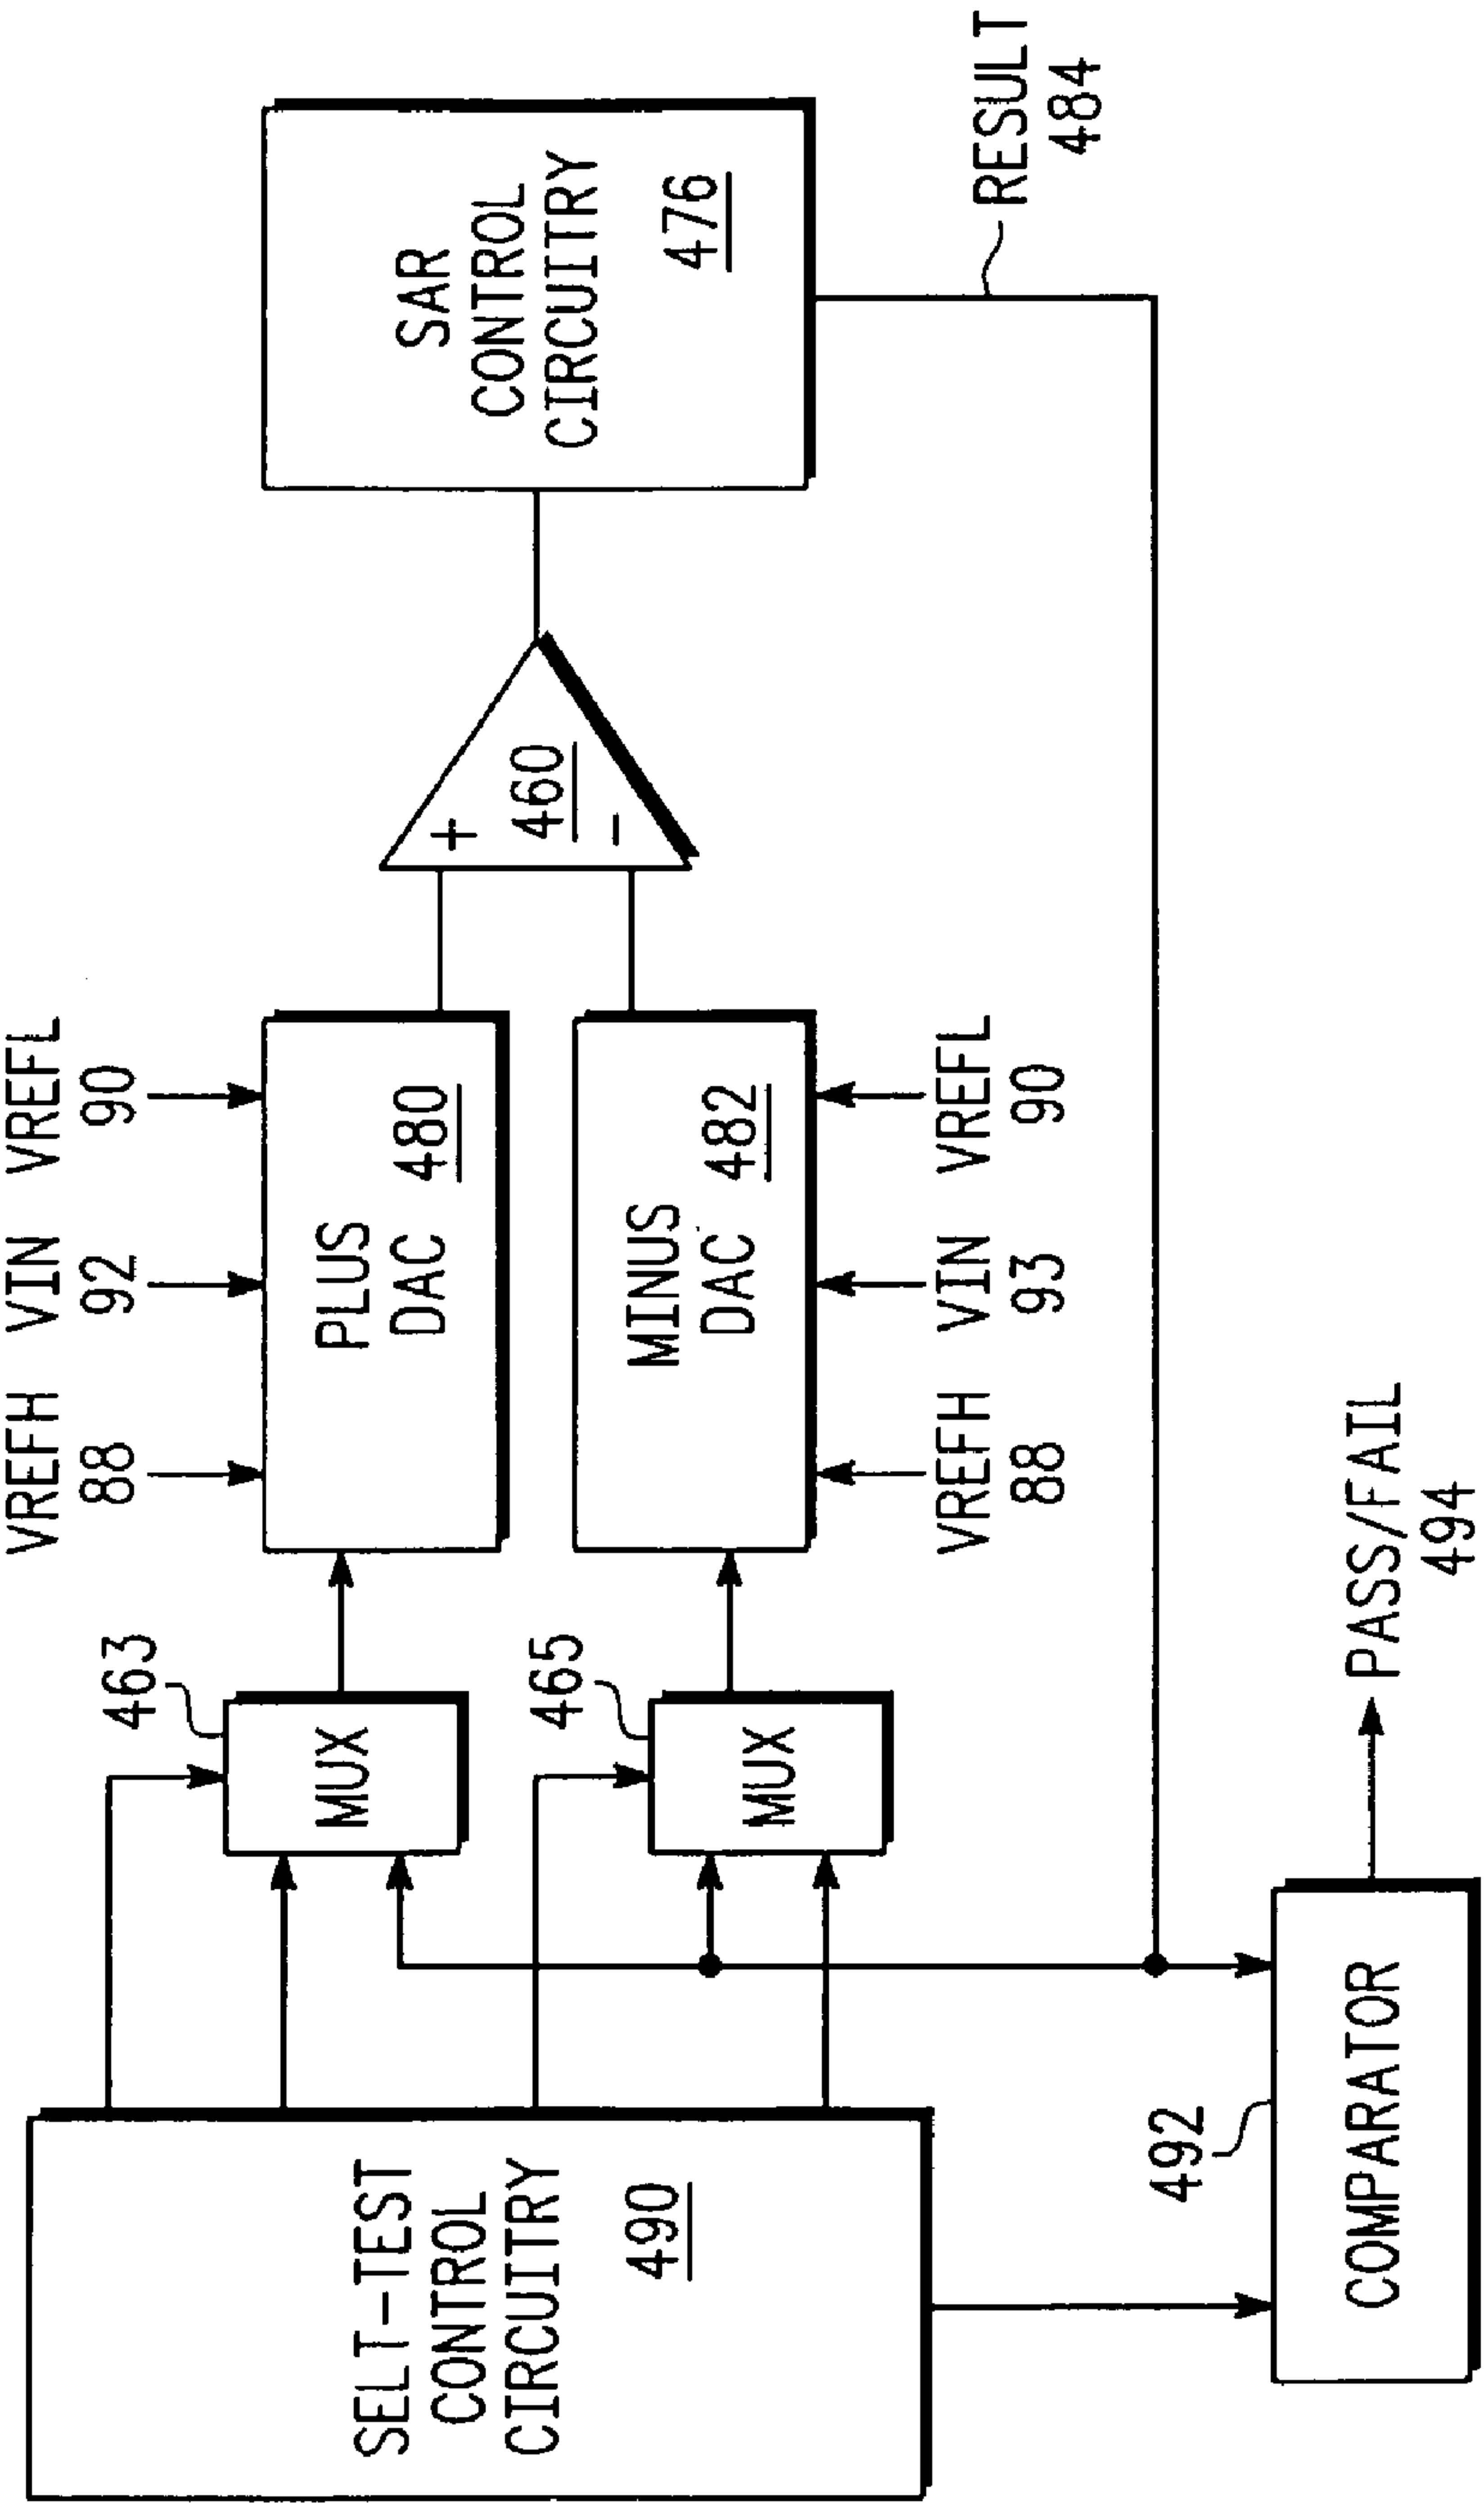 VREFH VIN VREFL
88 92 90
463
MUX
PLUS
DAC 480
SELT-TEST
CONTROL
CIRCUITRY
490
465
MUX
MINUS
DAC 482
+
460
−
SAR
CONTROL
CIRCUITRY
476
VREFH VIN VREFL
88 93 90
RESULT
484
492
COMPARATOR
PASS/FAIL
494